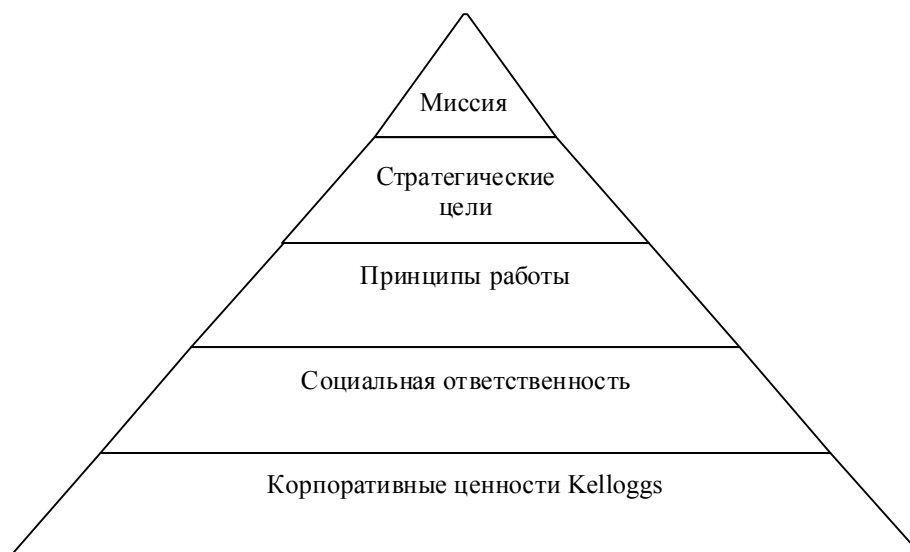 Миссия
Стратегические
цели
Принципы работы
Социальная ответственность
Корпоративные ценности Kelloggs